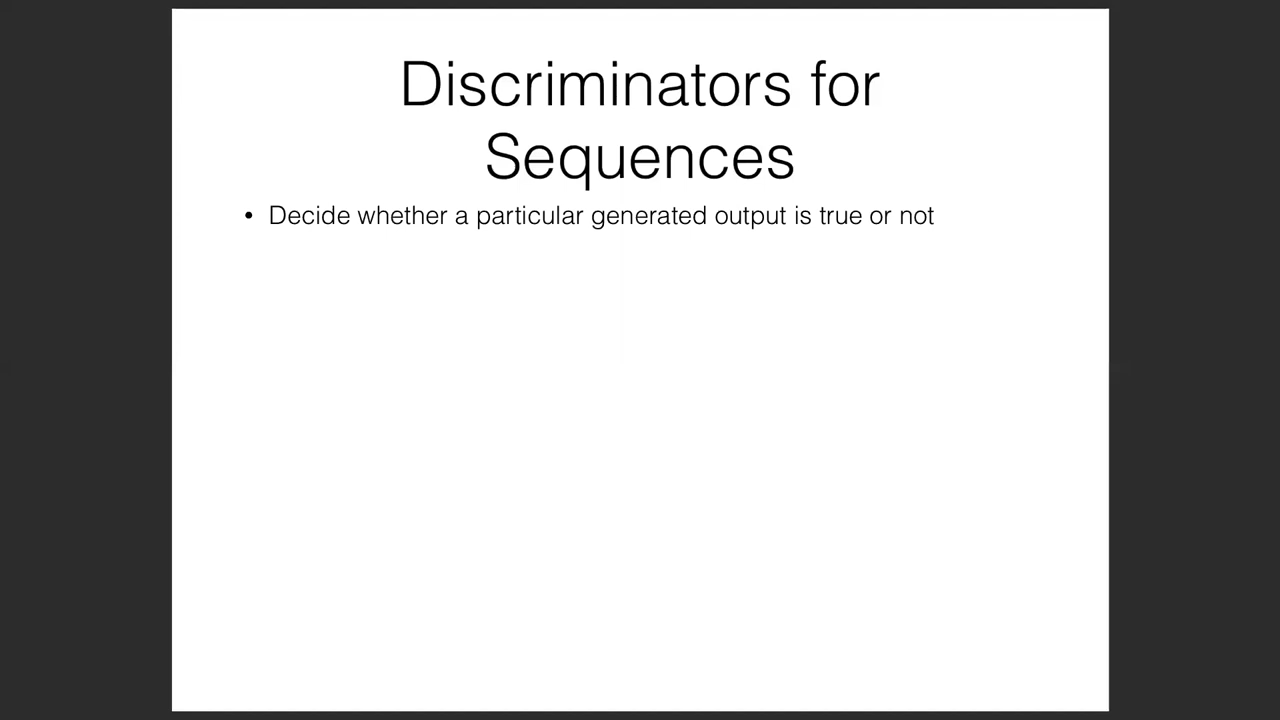 Discriminators for
Sequences
• Decide whether a particular generated output is true or not